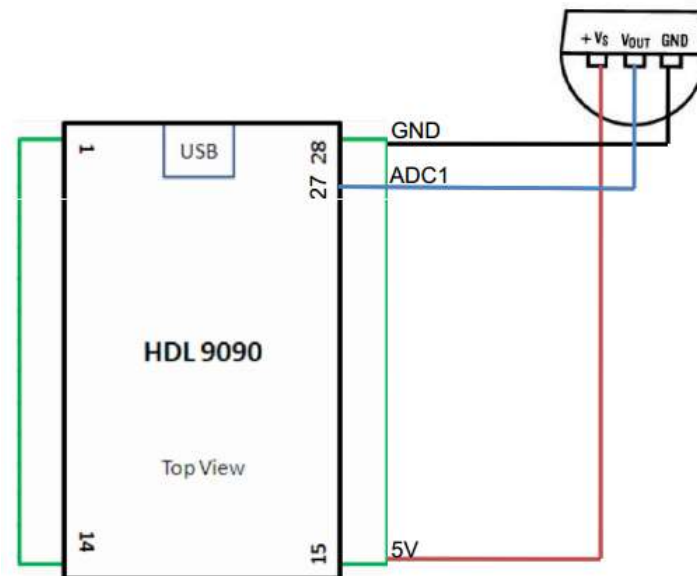 +VS VOUT GND
GND
1 USB 28
ADC1
27
HDL 9090
Top View
14 15
5V